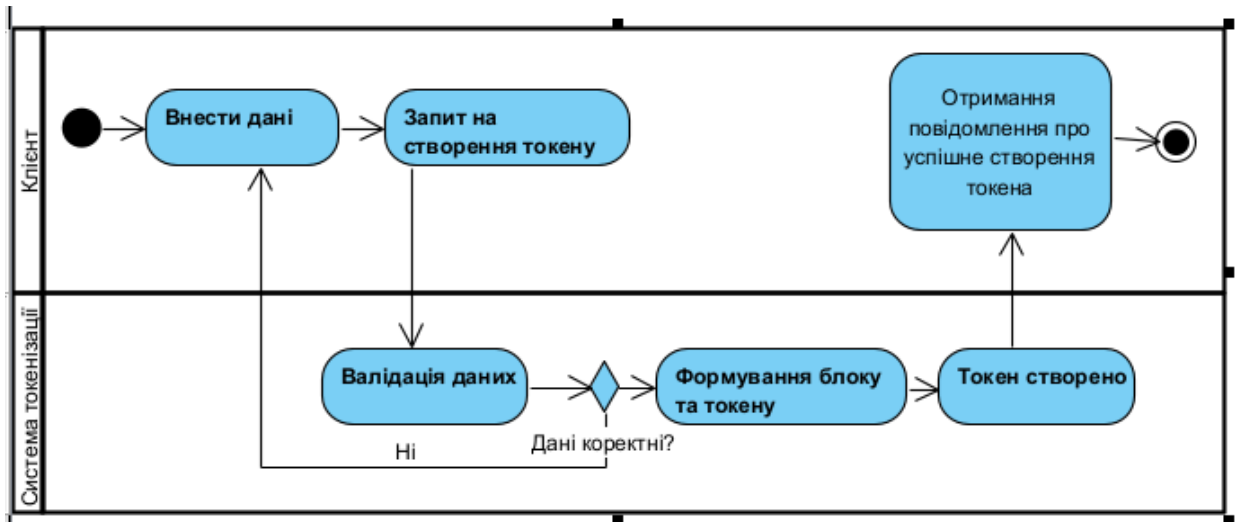 Клієнт
Внести дані
Запит на
створення токену
Отримання
повідомлення про
успішне створення
токена
Система токенізації
Валідація даних
Формування блоку
та токену
Токен створено
Дані коректні?
Ні